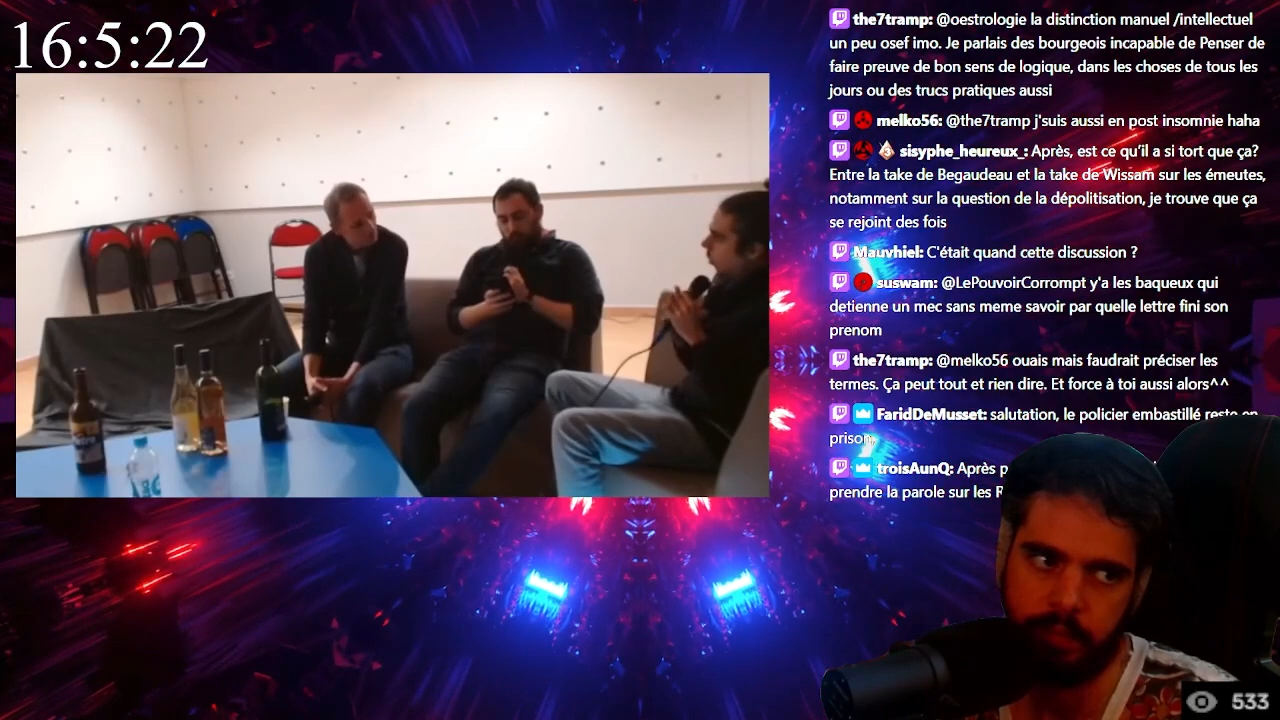 16:5:22
the7tramp: @oestrologie la distinction manuel /intellectuel
un peu osef imo. Je parlais des bourgeois incapable de Penser de
faire preuve de bon sens de logique, dans les choses de tous les
jours ou des trucs pratiques aussi
melko56: @the7tramp j'suis aussi en post insomnie haha
sisyphe_heureux_: Après, est ce qu'il a si tort que ça?
Entre la take de Begaudeau et la take de Wissam sur les émeutes,
notamment sur la question de la dépolitisation, je trouve que ça
se rejoint des fois
Mauvhiel: C'était quand cette discussion ?
suswam: @LePouvoirCorrompt y'a les baqueux qui
detienne un mec sans meme savoir par quelle lettre fini son
prenom
the7tramp: @melko56 ouais mais faudrait préciser les
termes. Ça peut tout et rien dire. Et force à toi aussi alors^^
FaridDeMusset: salutation, le policier embastillé reste en
prison,
troisAunQ: Après
prendre la parole sur les
533